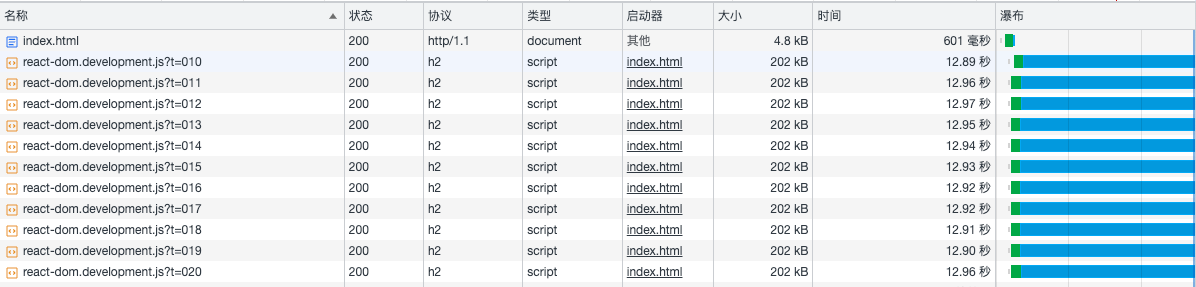 名称 状态 协议 类型 启动器 大小 时间 瀑布
index.html 200 http/1.1 document 其他 4.8 kB 601 毫秒
react-dom.development.js?t=010 200 h2 script index.html 202 kB 12.89 秒
react-dom.development.js?t=011 200 h2 script index.html 202 kB 12.96 秒
react-dom.development.js?t=012 200 h2 script index.html 202 kB 12.97 秒
react-dom.development.js?t=013 200 h2 script index.html 202 kB 12.95 秒
react-dom.development.js?t=014 200 h2 script index.html 202 kB 12.94 秒
react-dom.development.js?t=015 200 h2 script index.html 202 kB 12.93 秒
react-dom.development.js?t=016 200 h2 script index.html 202 kB 12.92 秒
react-dom.development.js?t=017 200 h2 script index.html 202 kB 12.92 秒
react-dom.development.js?t=018 200 h2 script index.html 202 kB 12.91 秒
react-dom.development.js?t=019 200 h2 script index.html 202 kB 12.90 秒
react-dom.development.js?t=020 200 h2 script index.html 202 kB 12.96 秒